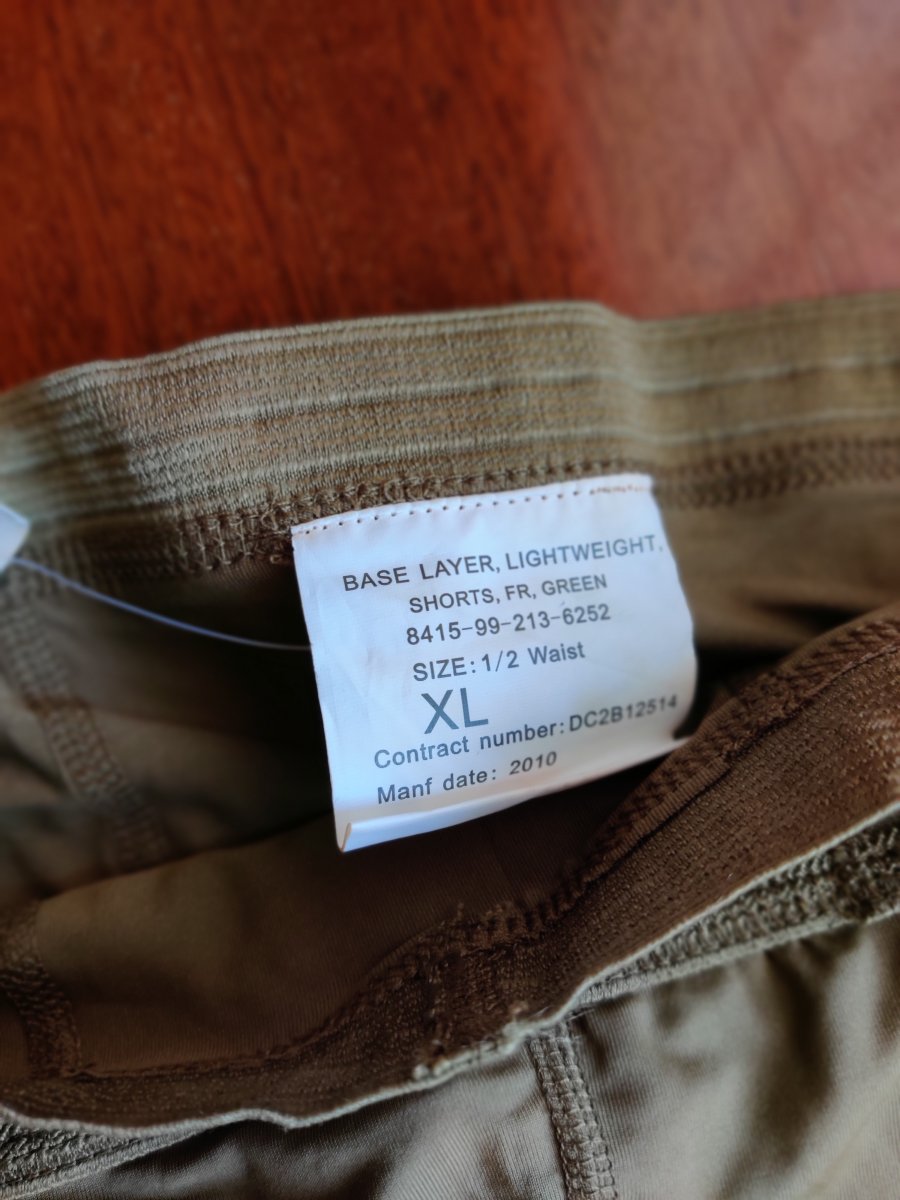 BASE LAYER, LIGHTWEIGHT,
SHORTS, FR, GREEN
8415-99-213-6252
SIZE: 1/2 Waist
XL
Contract number: DC2B12514
Manf date: 2010